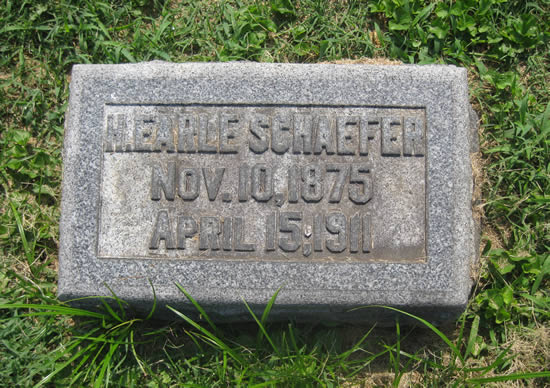 H. EARLE SCHAEFER
NOV. 10, 1875
APRIL 15, 1911